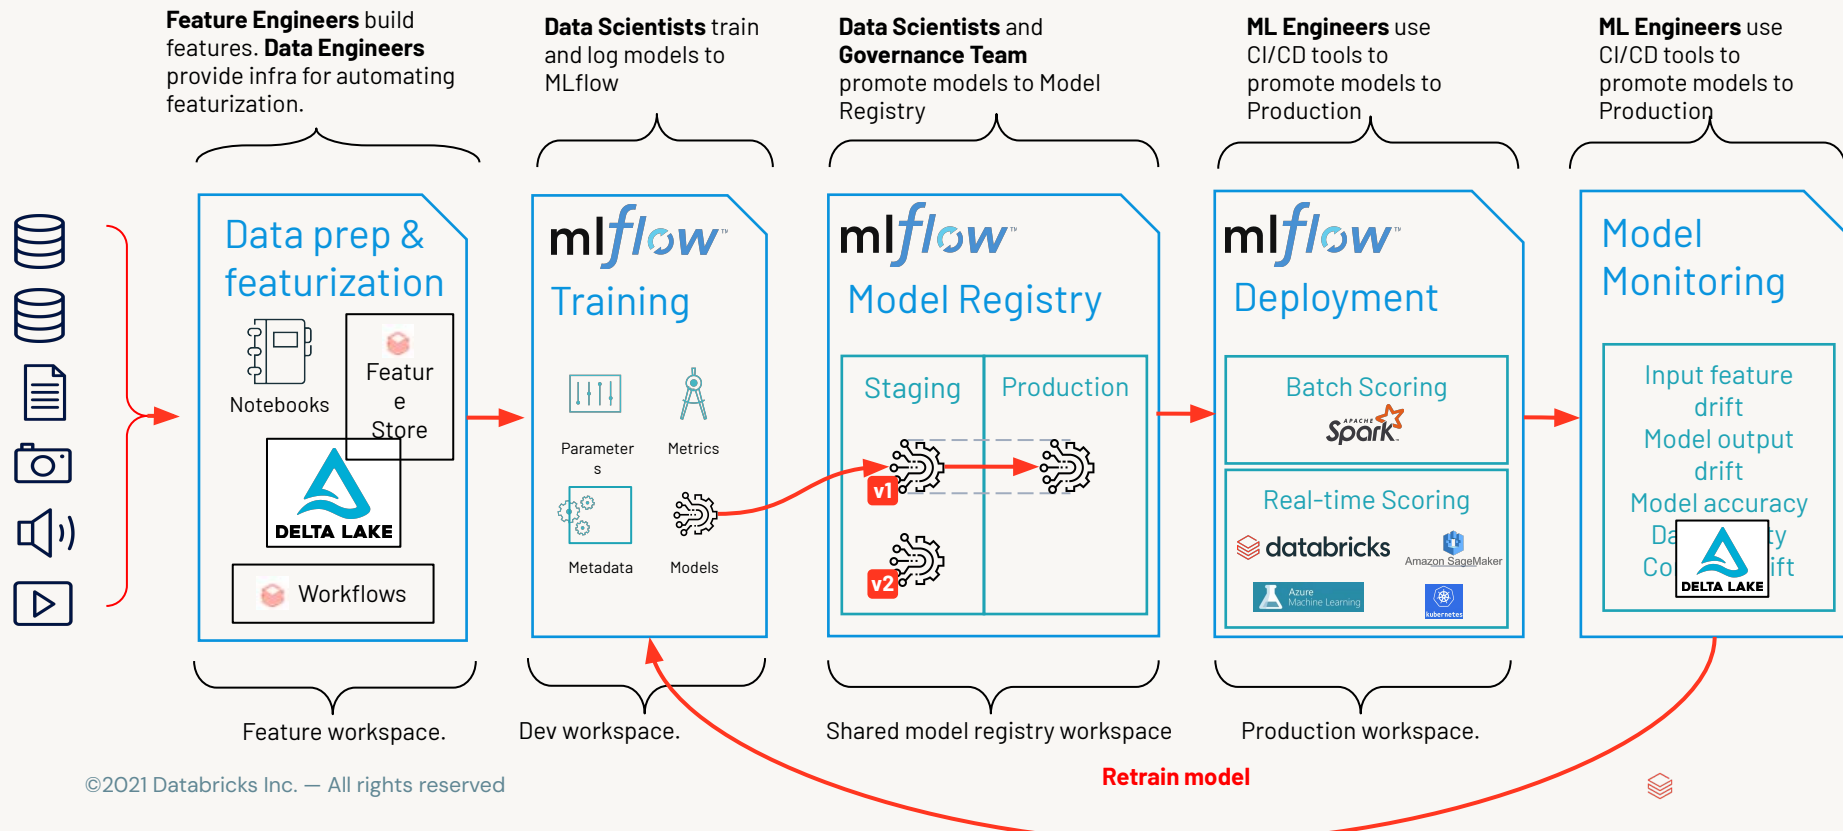 Feature Engineers build
features. Data Engineers
provide infra for automating
featurization.
Data Scientists train
and log models to
MLflow
Data Scientists and
Governance Team
promote models to Model
Registry
ML Engineers use
CI/CD tools to
promote models to
Production
ML Engineers use
CI/CD tools to
promote models to
Production
Data prep &
featurization
Notebooks
Featur
e
Store
DELTA LAKE
Workflows
mlflow™
Training
Parameter
s
Metrics
Metadata
Models
mlflow™
Model Registry
Staging
Production
v1
v2
mlflow™
Deployment
Batch Scoring
APACHE
Spark™
Real-time Scoring
databricks
Amazon SageMaker
Azure
Machine Learning
kubernetes
Model
Monitoring
Input feature
drift
Model output
drift
Model accuracy
DELTA LAKE
Feature workspace.
Dev workspace.
Shared model registry workspace
Production workspace.
Retrain model
©2021 Databricks Inc. — All rights reserved